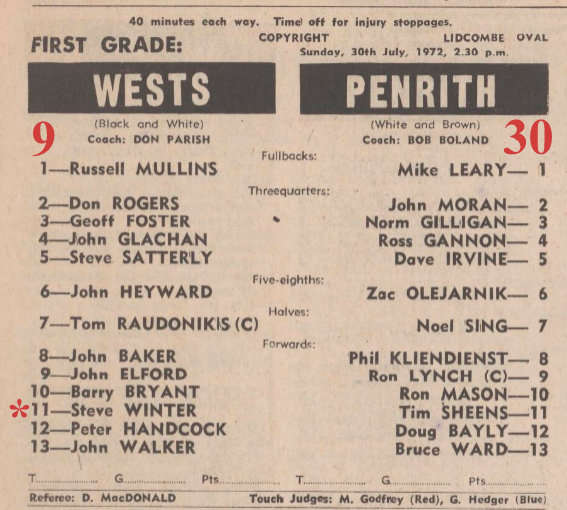 40 minutes each way. Time off for injury stoppages.
FIRST GRADE:
COPYRIGHT
LIDCOMBE OVAL
Sunday, 30th July, 1972, 2.30 p.m.
WESTS PENRITH
(Black and White) (White and Brown)
9 Coach: DON PARISH Coach: BOB BOLAND 30
Fullbacks:
1—Russell MULLINS Mike LEARY— 1
Threequarters:
2—Don ROGERS John MORAN— 2
3—Geoff FOSTER Norm GILLIGAN— 3
4—John GLACHAN Ross GANNON— 4
5—Steve SATTERLY Dave IRVINE— 5
Five-eighths:
6—John HEYWARD Zac OLEJARNIK— 6
Halves:
7—Tom RAUDONIKIS (C) Noel SING— 7
Forwards:
8—John BAKER Phil KLIENDIENST— 8
9—John ELFORD Ron LYNCH (C)— 9
10—Barry BRYANT Ron MASON—10
*11—Steve WINTER Tim SHEENS—11
12—Peter HANDCOCK Doug BAYLY—12
13—John WALKER Bruce WARD—13
T.................. G.................. Pts.................. T.................. G.................. Pts..................
Referee: D. MacDONALD Touch Judges: M. Godfrey (Red), G. Hedger (Blue)